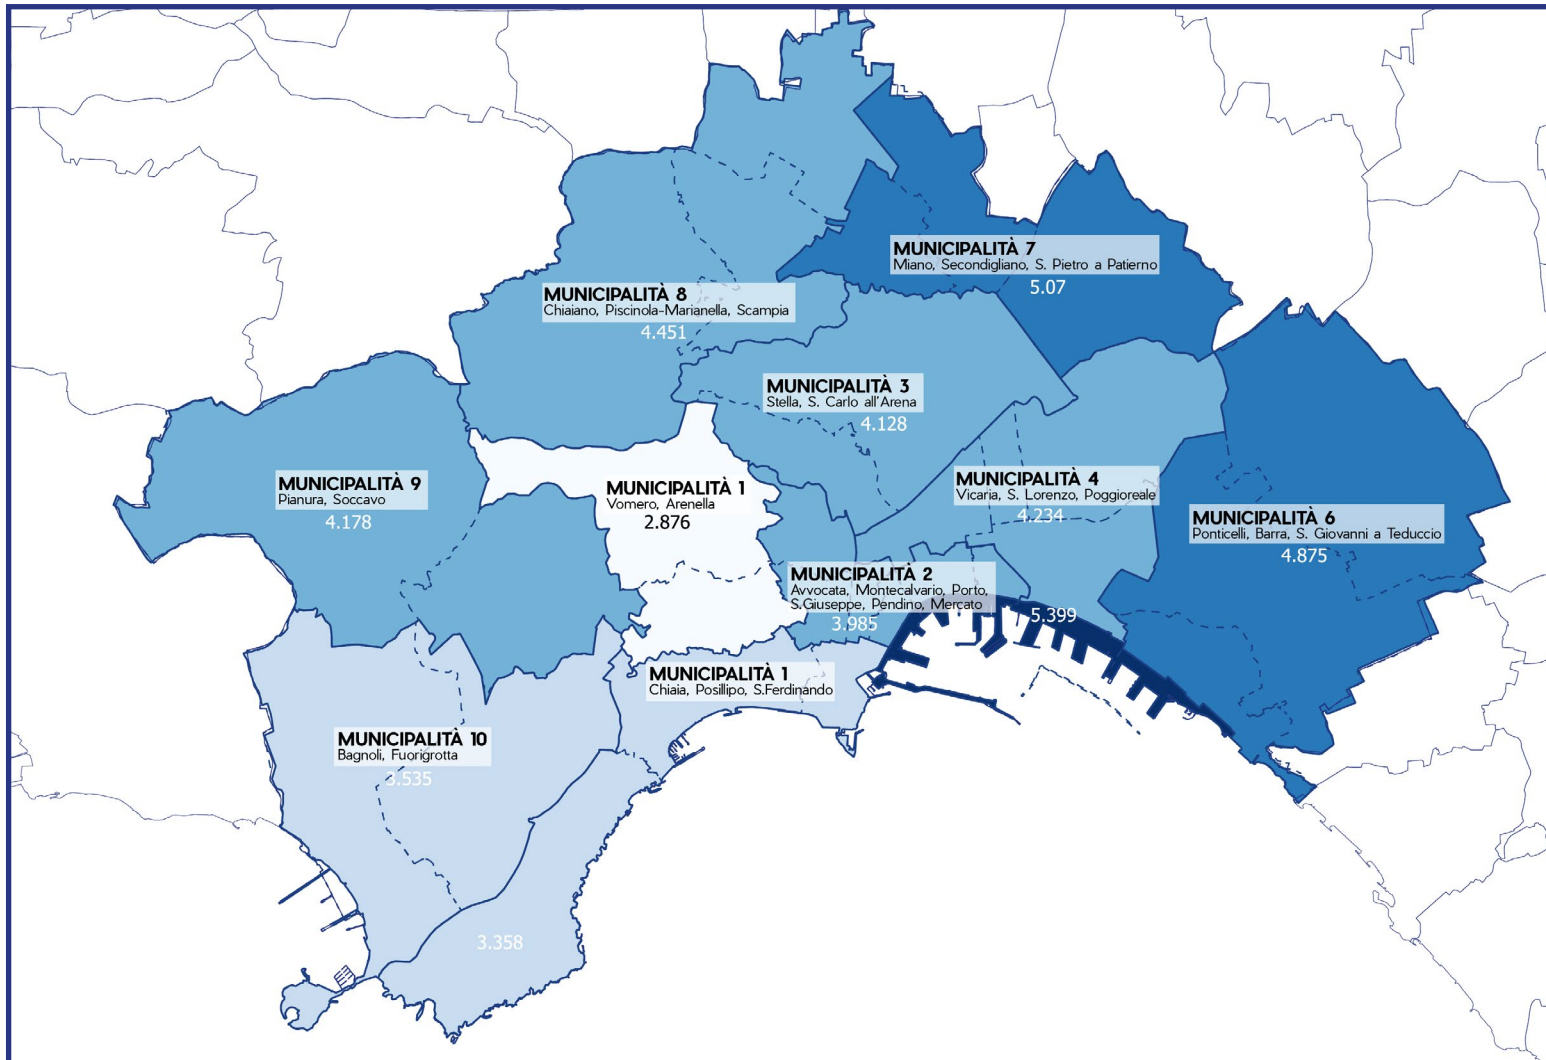 MUNICIPALITÀ 7
Miano, Secondigliano, S. Pietro a Patierno
5.07
MUNICIPALITÀ 8
Chiaiano, Piscinola-Marianella, Scampia
4.451
MUNICIPALITÀ 3
Stella, S. Carlo all'Arena
4.128
MUNICIPALITÀ 9
Pianura, Soccavo
4.178
MUNICIPALITÀ 1
Vomero, Arenella
2.876
MUNICIPALITÀ 4
Vicaria, S. Lorenzo, Poggioreale
4.234
MUNICIPALITÀ 6
Ponticelli, Barra, S. Giovanni a Teduccio
4.875
MUNICIPALITÀ 2
Avvocata, Montecalvario, Porto,
S.Giuseppe, Pendino, Mercato
3.985
5.399
MUNICIPALITÀ 1
Chiaia, Posillipo, S.Ferdinando
MUNICIPALITÀ 10
Bagnoli, Fuorigrotta
3.535
3.358